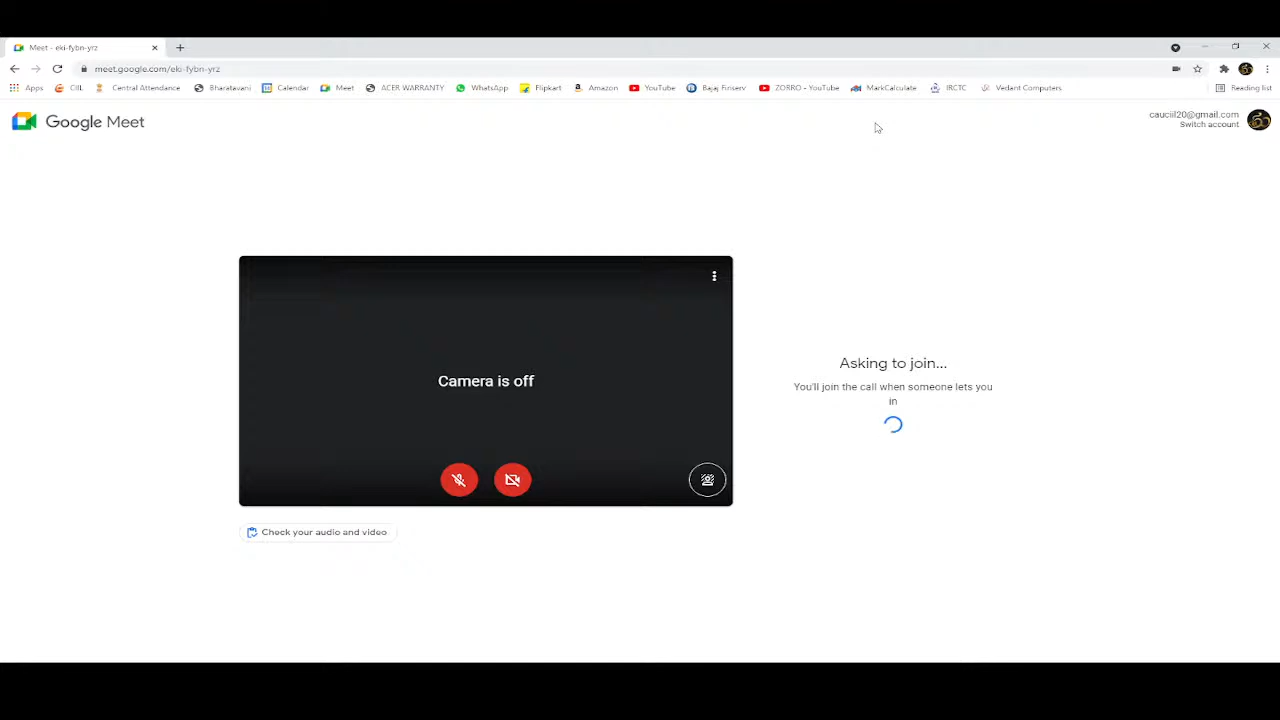 Meet - eki-fybn-yrz
meet.google.com/eki-fybn-yrz
Apps CIIL Central Attendance Bharatavani Calendar Meet ACER WARRANTY WhatsApp Flipkart Amazon YouTube Bajaj Finserv ZORRO - YouTube MarkCalculate IRCTC Vedant Computers Reading list
Google Meet
cauciil20@gmail.com
Switch account
Camera is off
Asking to join...
You'll join the call when someone lets you
in
Check your audio and video